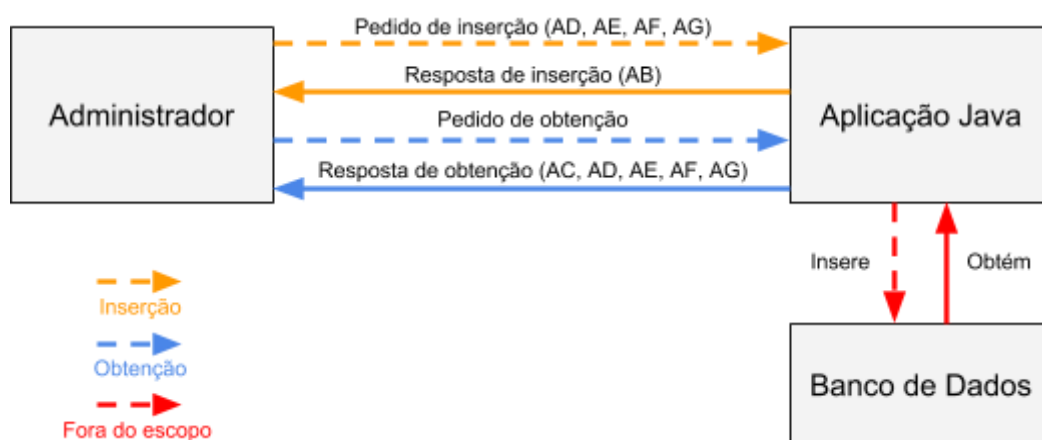 Pedido de inserção (AD, AE, AF, AG)
Resposta de inserção (AB)
Administrador
Pedido de obtenção
Aplicação Java
Resposta de obtenção (AC, AD, AE, AF, AG)
Insere
Obtém
Inserção
Obtenção
Banco de Dados
Fora do escopo